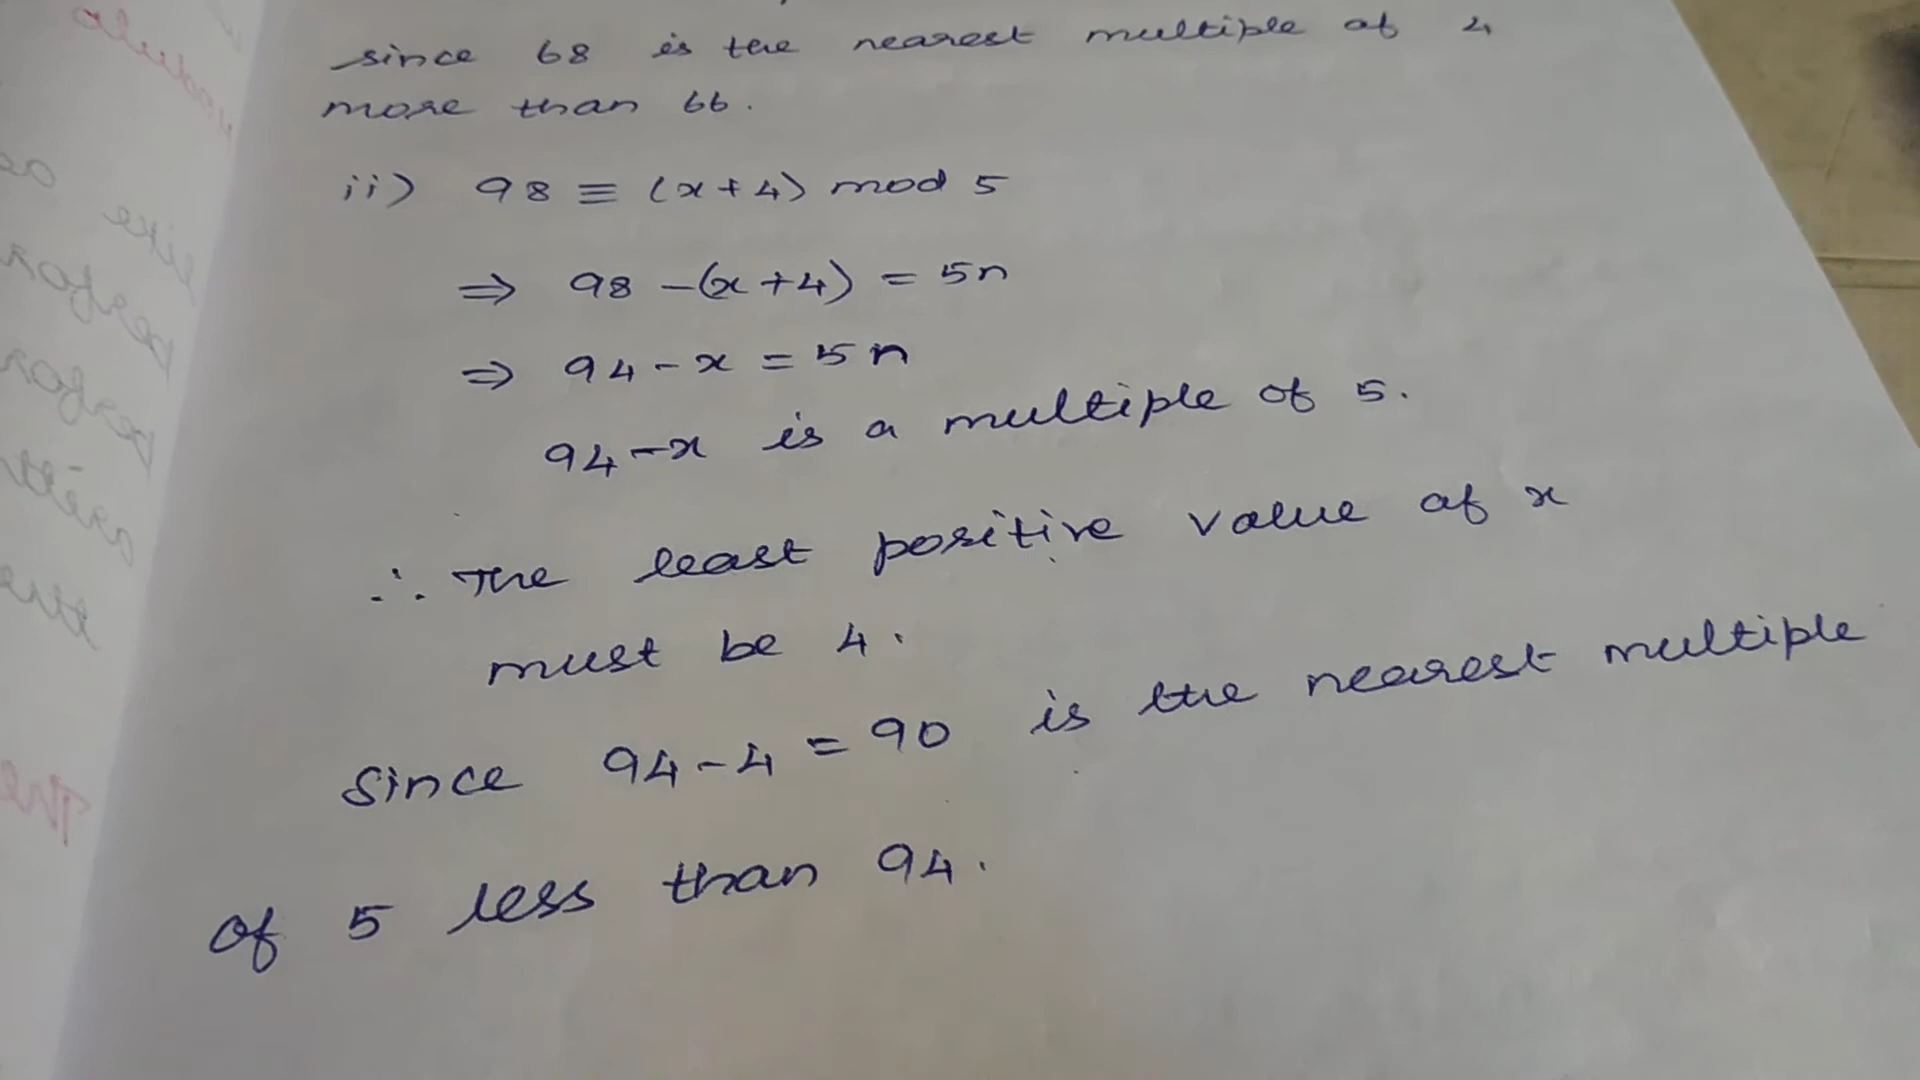 since 68 is the nearest multiple of 4
more than 66.
ii) 98 ≡ (x+4) mod 5
⇒ 98 -(x+4) = 5n
⇒ 94-x = 5n
94-x is a multiple of 5.
∴ The least positive value of x
must be 4.
Since 94-4 = 90 is the nearest multiple
of 5 less than 94.